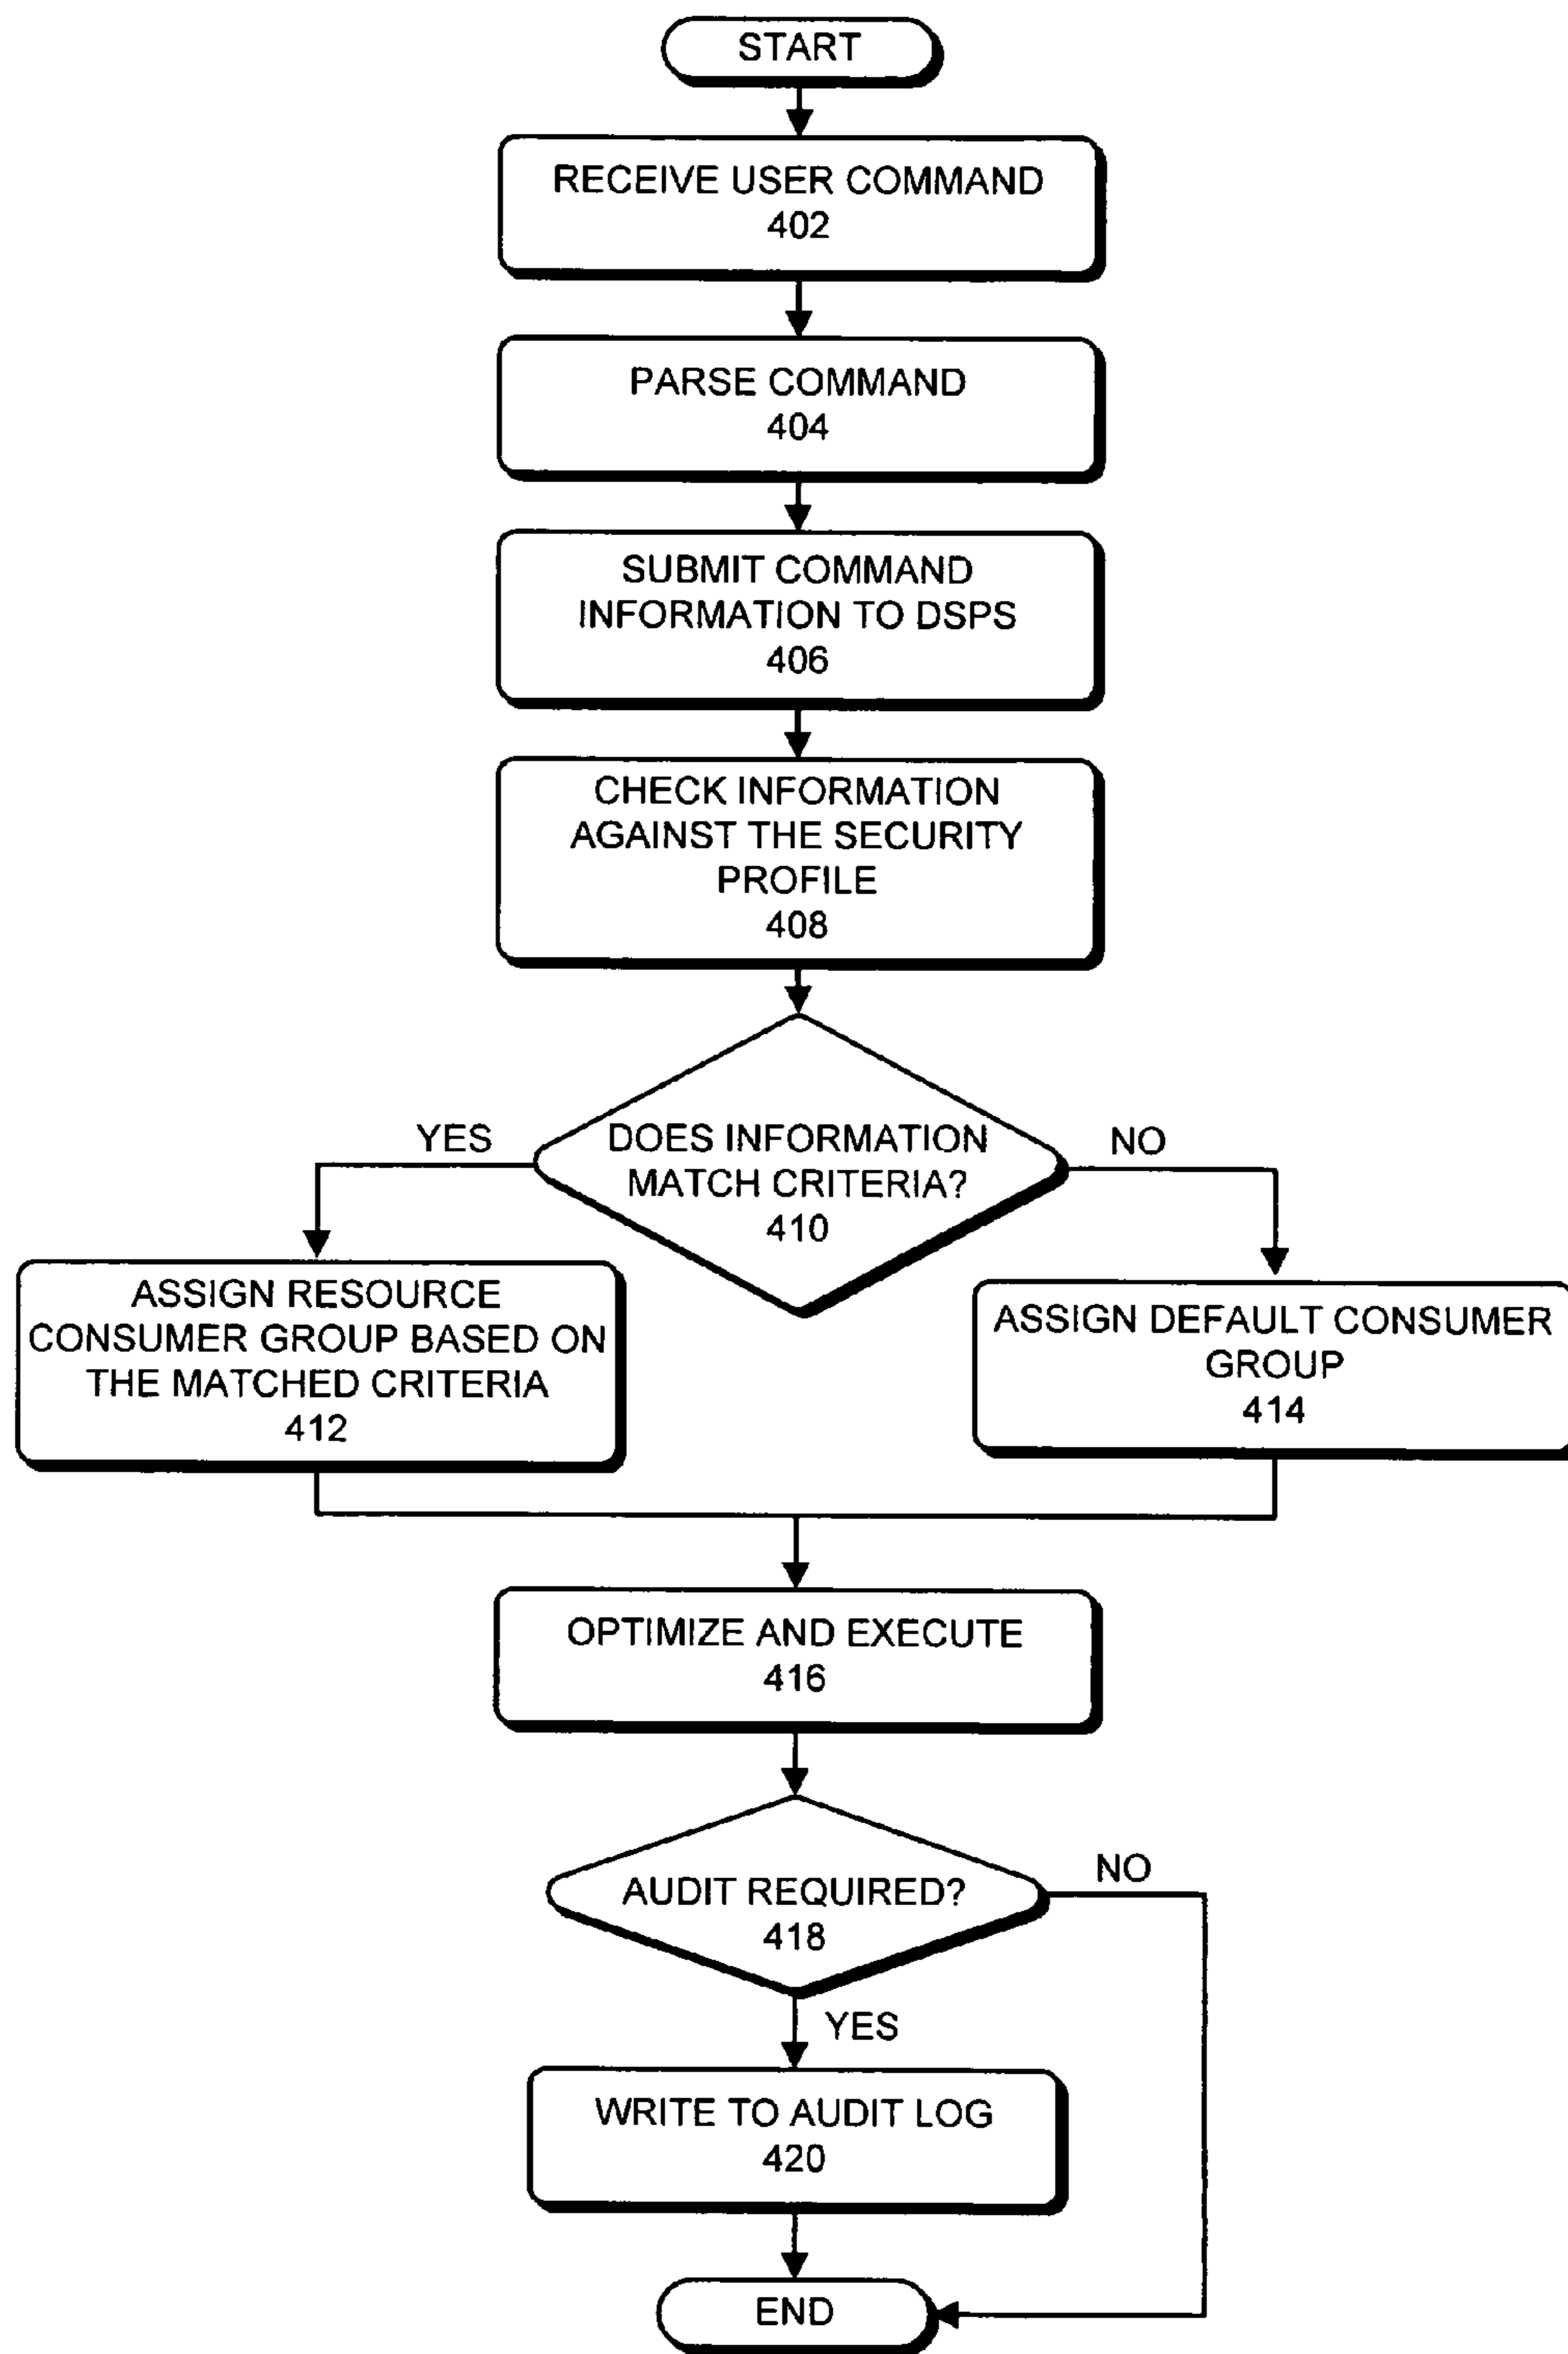 START
RECEIVE USER COMMAND
402
PARSE COMMAND
404
SUBMIT COMMAND
INFORMATION TO DSPS
406
CHECK INFORMATION
AGAINST THE SECURITY
PROFILE
408
DOES INFORMATION
MATCH CRITERIA?
410
YES
NO
ASSIGN RESOURCE
CONSUMER GROUP BASED ON
THE MATCHED CRITERIA
412
ASSIGN DEFAULT CONSUMER
GROUP
414
OPTIMIZE AND EXECUTE
416
AUDIT REQUIRED?
418
NO
YES
WRITE TO AUDIT LOG
420
END